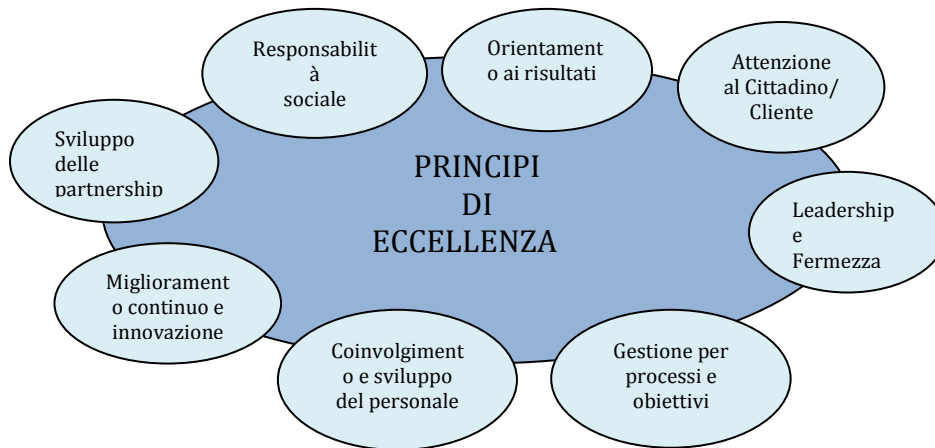 Responsabilit
à
sociale
Orientament
o ai risultati
Attenzione
al Cittadino/
Cliente
Sviluppo
delle
partnership
PRINCIPI
DI
ECCELLENZA
Leadership
e
Fermezza
Migliorament
o continuo e
innovazione
Coinvolgiment
o e sviluppo
del personale
Gestione per
processi e
obiettivi